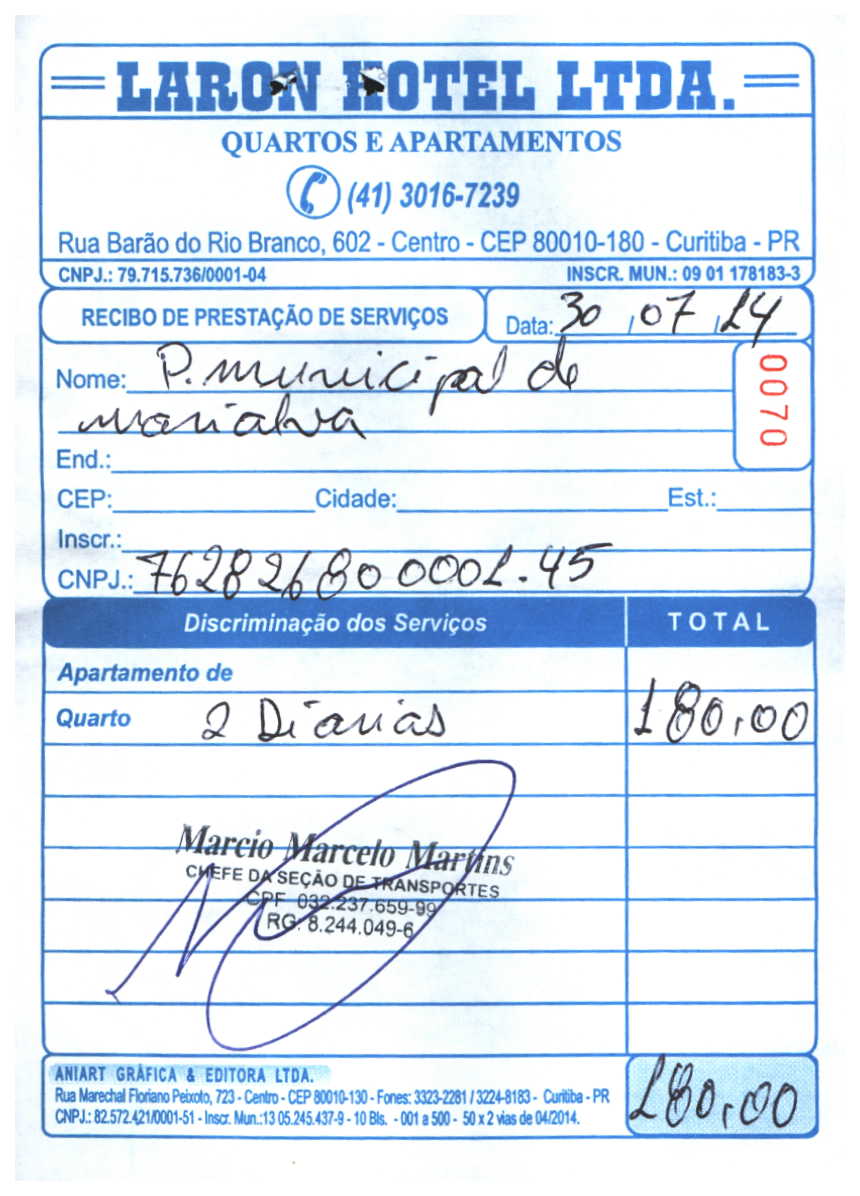 LARON HOTEL LTDA.
QUARTOS E APARTAMENTOS
(41) 3016-7239
Rua Barão do Rio Branco, 602 - Centro - CEP 80010-180 - Curitiba - PR
CNPJ.: 79.715.736/0001-04 INSCR. MUN.: 09 01 178183-3
RECIBO DE PRESTAÇÃO DE SERVIÇOS Data: 30 / 07 / 14
Nome: P. municipal de
marialva
0070
End.:
CEP: Cidade: Est.:
Inscr.:
CNPJ.: 76282680 0001-45
Discriminação dos Serviços TOTAL
Apartamento de
Quarto 2 Diarias 180,00
Marcio Marcelo Martins
CHEFE DA SEÇÃO DE TRANSPORTES
CPF 032.237.659-99
RG. 8.244.049-6
ANIART GRÁFICA & EDITORA LTDA.
Rua Marechal Floriano Peixoto, 723 - Centro - CEP 80010-130 - Fones: 3323-2281 / 3224-8183 - Curitiba - PR
CNPJ.: 82.572.421/0001-51 - Inscr. Mun.:13 05.245.437-9 - 10 Bls. - 001 a 500 - 50 x 2 vias de 04/2014.
180,00